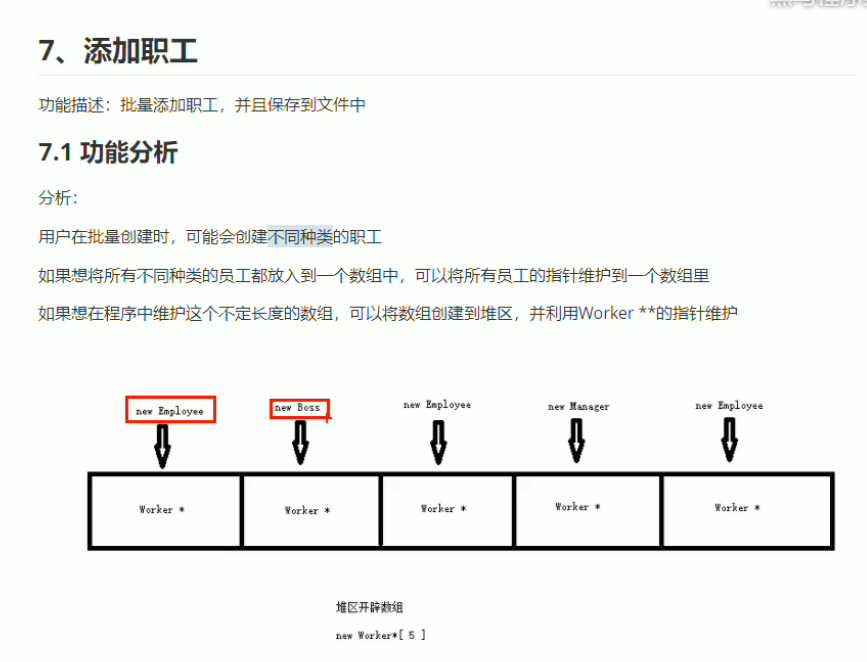 7、添加职工
功能描述：批量添加职工，并且保存到文件中
7.1 功能分析
分析：
用户在批量创建时，可能会创建不同种类的职工
如果想将所有不同种类的员工都放入到一个数组中，可以将所有员工的指针维护到一个数组里
如果想在程序中维护这个不定长度的数组，可以将数组创建到堆区，并利用Worker **的指针维护
new Employee
new Boss
new Employee
new Manager
new Employee
Worker *
Worker *
Worker *
Worker *
Worker *
堆区开辟数组
new Worker*[ 5 ]